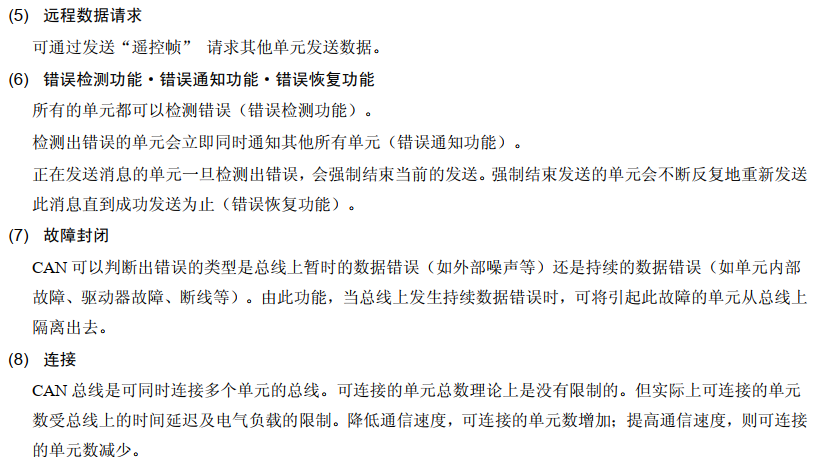 (5) 远程数据请求
可通过发送“遥控帧” 请求其他单元发送数据。
(6) 错误检测功能·错误通知功能·错误恢复功能
所有的单元都可以检测错误（错误检测功能）。
检测出错误的单元会立即同时通知其他所有单元（错误通知功能）。
正在发送消息的单元一旦检测出错误，会强制结束当前的发送。强制结束发送的单元会不断反复地重新发送
此消息直到成功发送为止（错误恢复功能）。
(7) 故障封闭
CAN 可以判断出错误的类型是总线上暂时的数据错误（如外部噪声等）还是持续的数据错误（如单元内部
故障、驱动器故障、断线等）。由此功能，当总线上发生持续数据错误时，可将引起此故障的单元从总线上
隔离出去。
(8) 连接
CAN 总线是可同时连接多个单元的总线。可连接的单元总数理论上是没有限制的。但实际上可连接的单元
数受总线上的时间延迟及电气负载的限制。降低通信速度，可连接的单元数增加；提高通信速度，则可连接
的单元数减少。